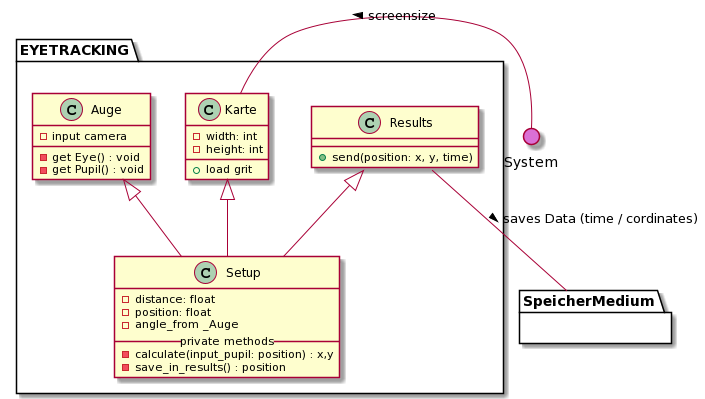 screensize
EYETRACKING
C Auge
input camera
get Eye() : void
get Pupil() : void
C Karte
width: int
height: int
load grit
C Results
send(position: x, y, time)
System
saves Data (time / cordinates)
C Setup
distance: float
position: float
angle_from _Auge
private methods
calculate(input_pupil: position) : x,y
save_in_results() : position
SpeicherMedium